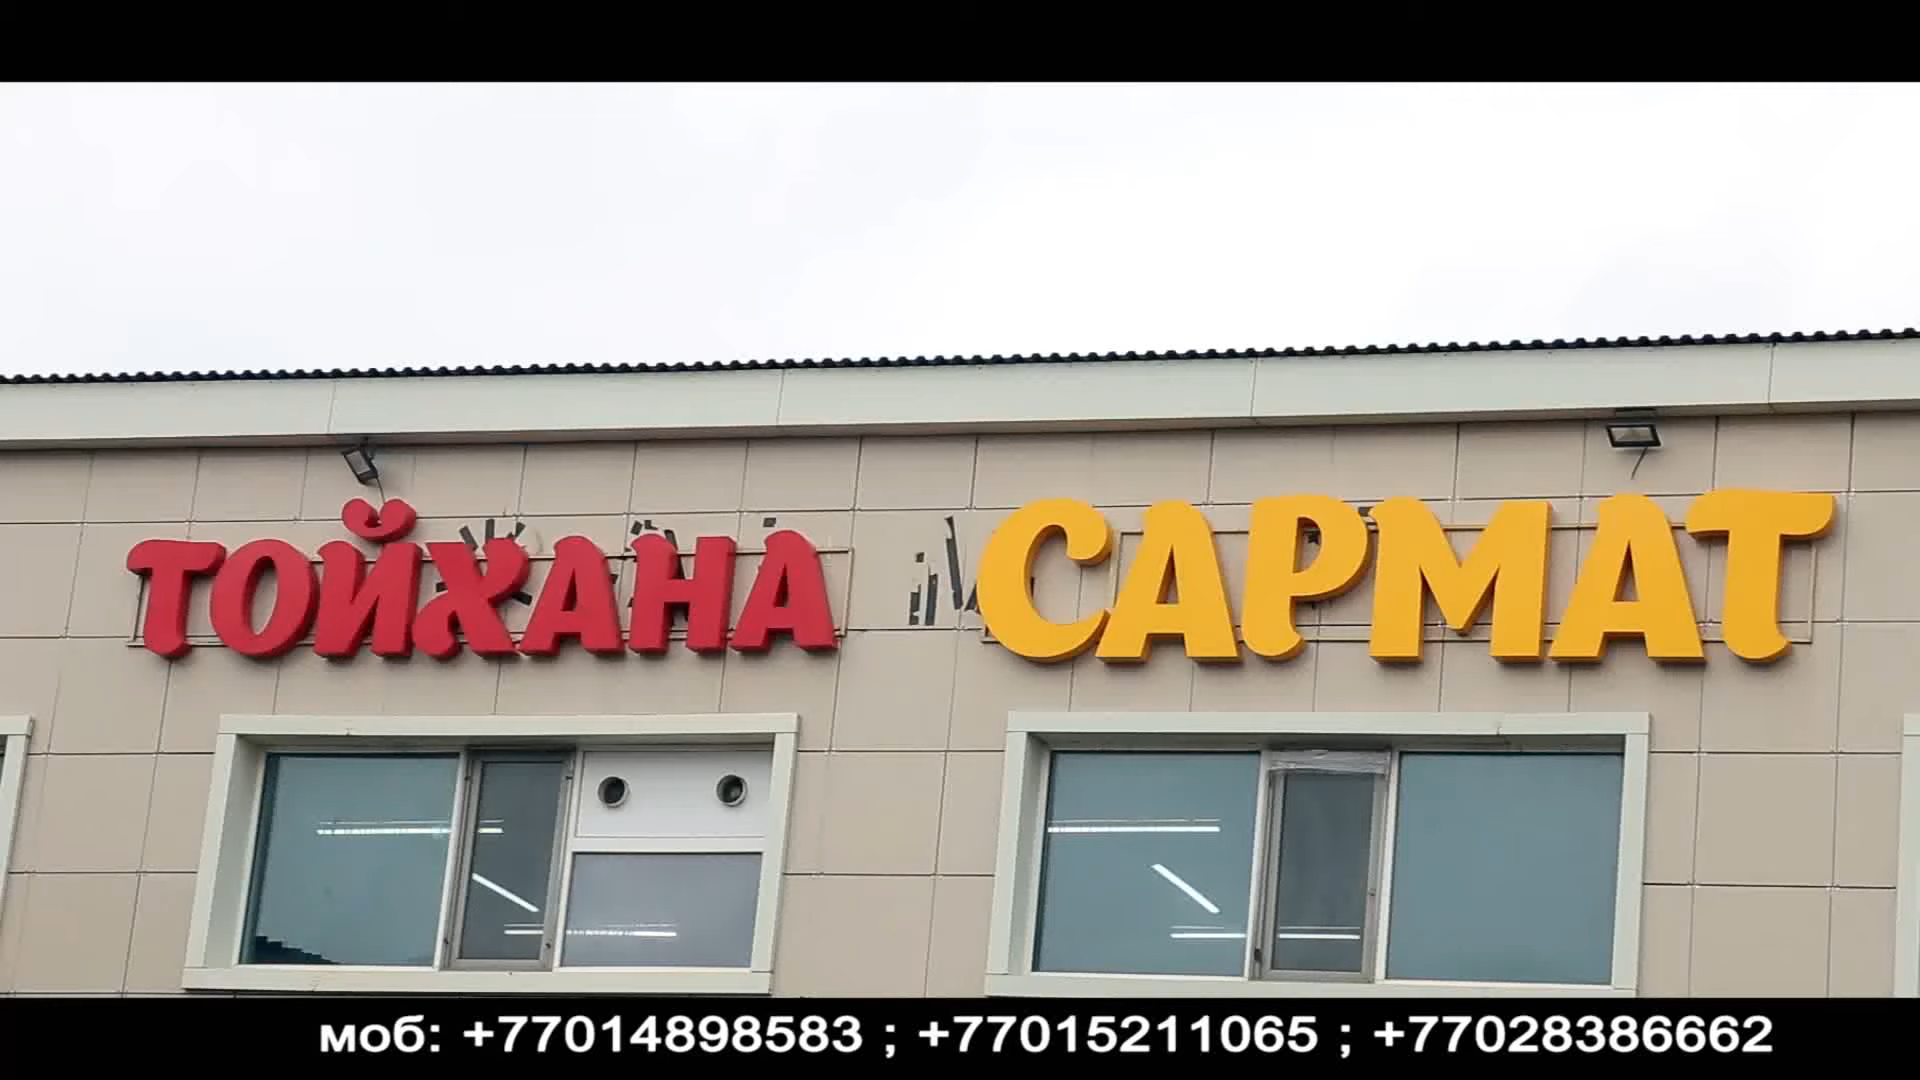 ТОЙХАНА САРМАТ
моб: +77014898583 ; +77015211065 ; +77028386662